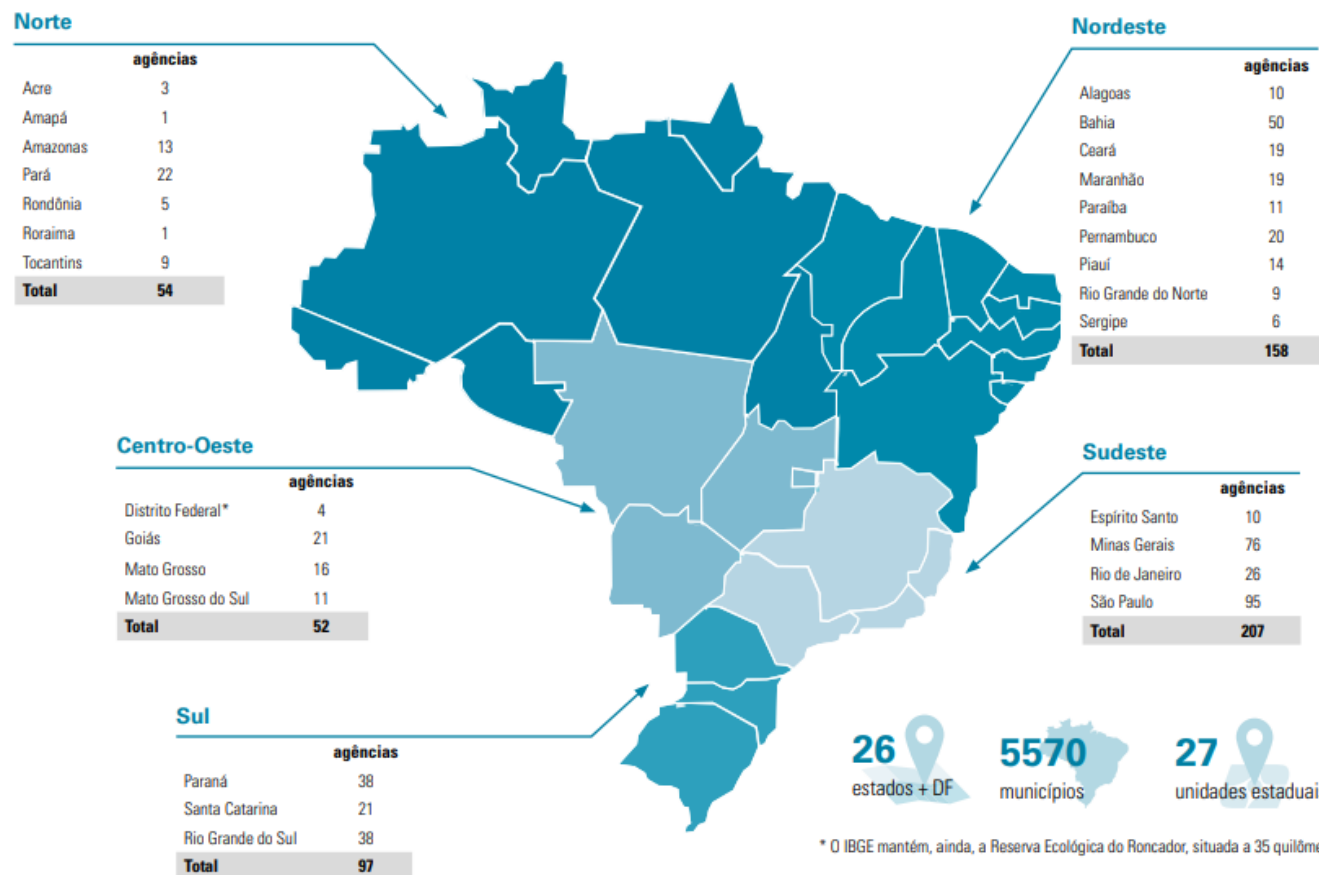 Norte
agências
Acre 3
Amapá 1
Amazonas 13
Pará 22
Rondônia 5
Roraima 1
Tocantins 9
Total 54
Nordeste
agências
Alagoas 10
Bahia 50
Ceará 19
Maranhão 19
Paraíba 11
Pernambuco 20
Piauí 14
Rio Grande do Norte 9
Sergipe 6
Total 158
Centro-Oeste
agências
Distrito Federal* 4
Goiás 21
Mato Grosso 16
Mato Grosso do Sul 11
Total 52
Sudeste
agências
Espírito Santo 10
Minas Gerais 76
Rio de Janeiro 26
São Paulo 95
Total 207
Sul
agências
Paraná 38
Santa Catarina 21
Rio Grande do Sul 38
Total 97
26
estados + DF
5570
municípios
27
unidades estaduai
* O IBGE mantém, ainda, a Reserva Ecológica do Roncador, situada a 35 quilôme